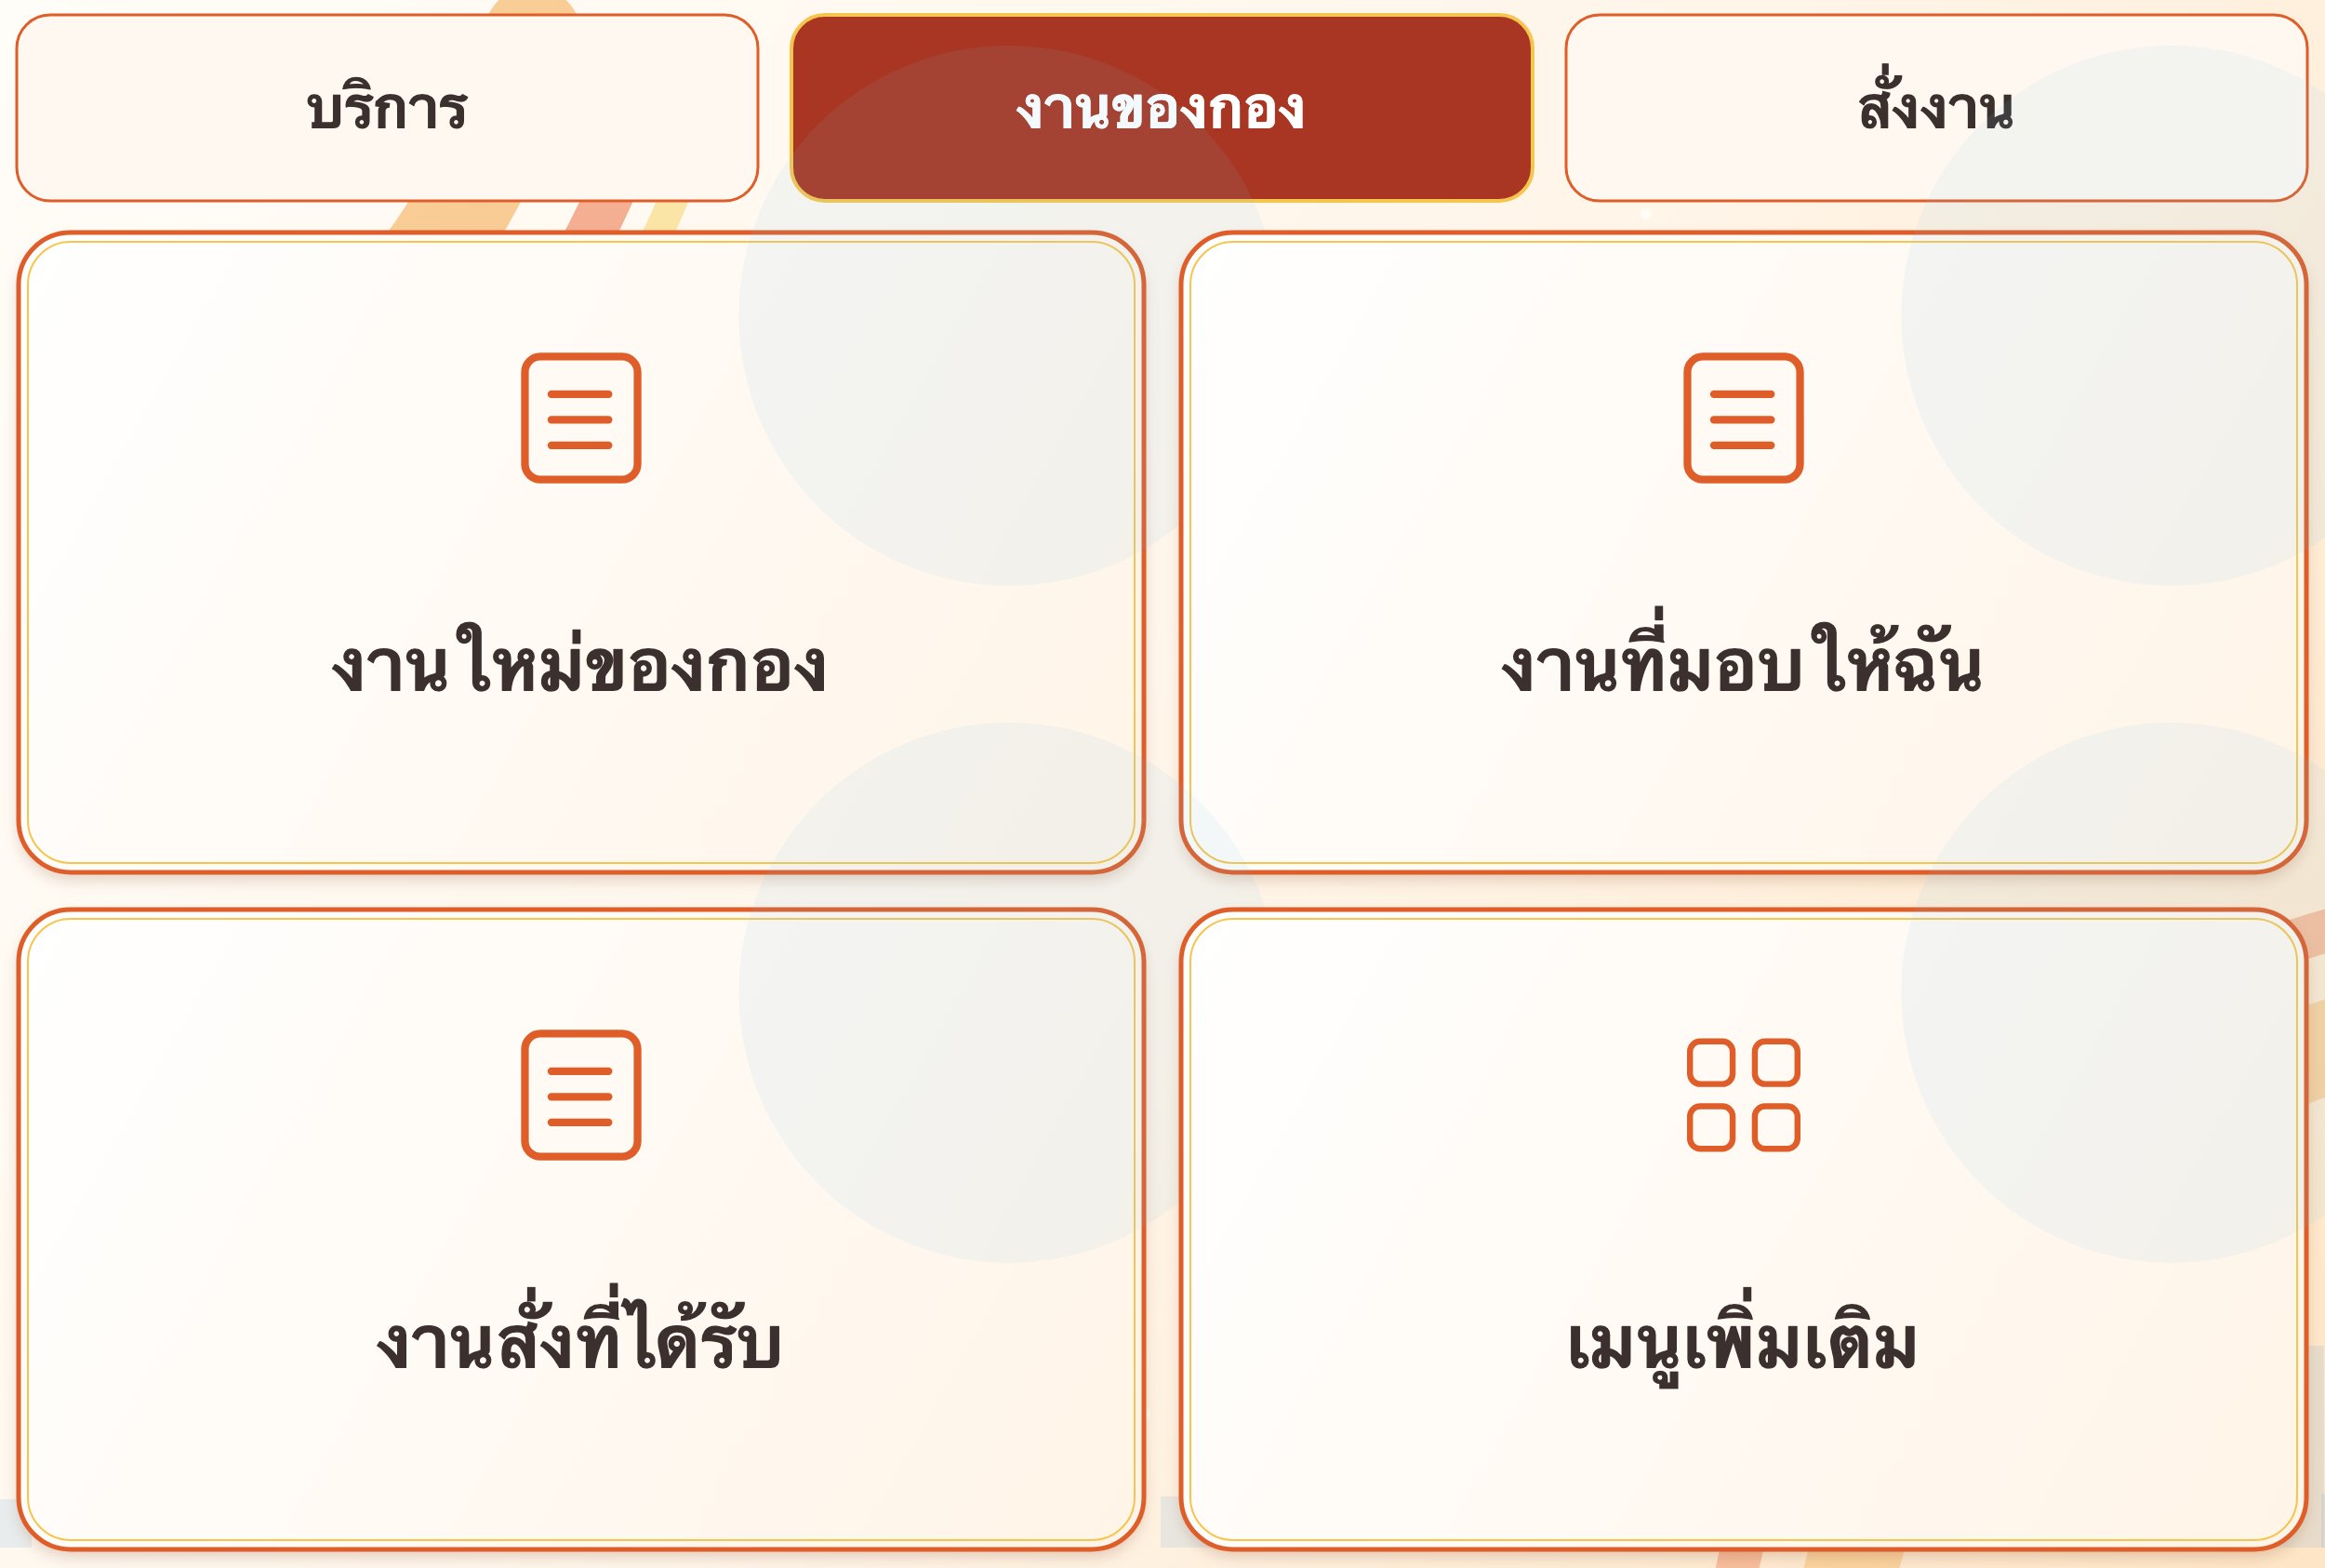 บริการ
งานของกอง
สั่งงาน
งานใหม่ของกอง
งานที่มอบให้ฉัน
งานสั่งที่ได้รับ
เมนูเพิ่มเติม